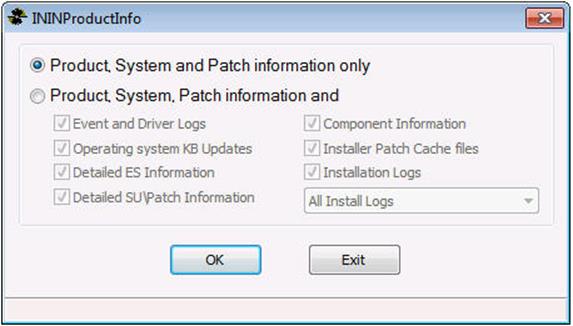 ININProductInfo
Product, System and Patch information only
Product, System, Patch information and
Event and Driver Logs
Component Information
Operating system KB Updates
Installer Patch Cache files
Detailed ES Information
Installation Logs
Detailed SU\Patch Information
All Install Logs
OK
Exit